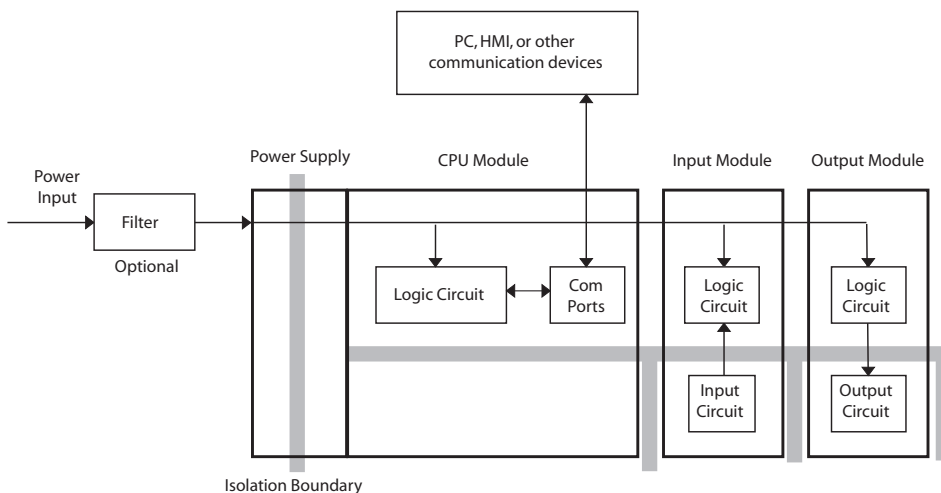 PC, HMI, or other
communication devices
Power Supply
CPU Module
Input Module
Output Module
Power
Input
Filter
Optional
Logic Circuit
Com
Ports
Logic
Circuit
Logic
Circuit
Input
Circuit
Output
Circuit
Isolation Boundary